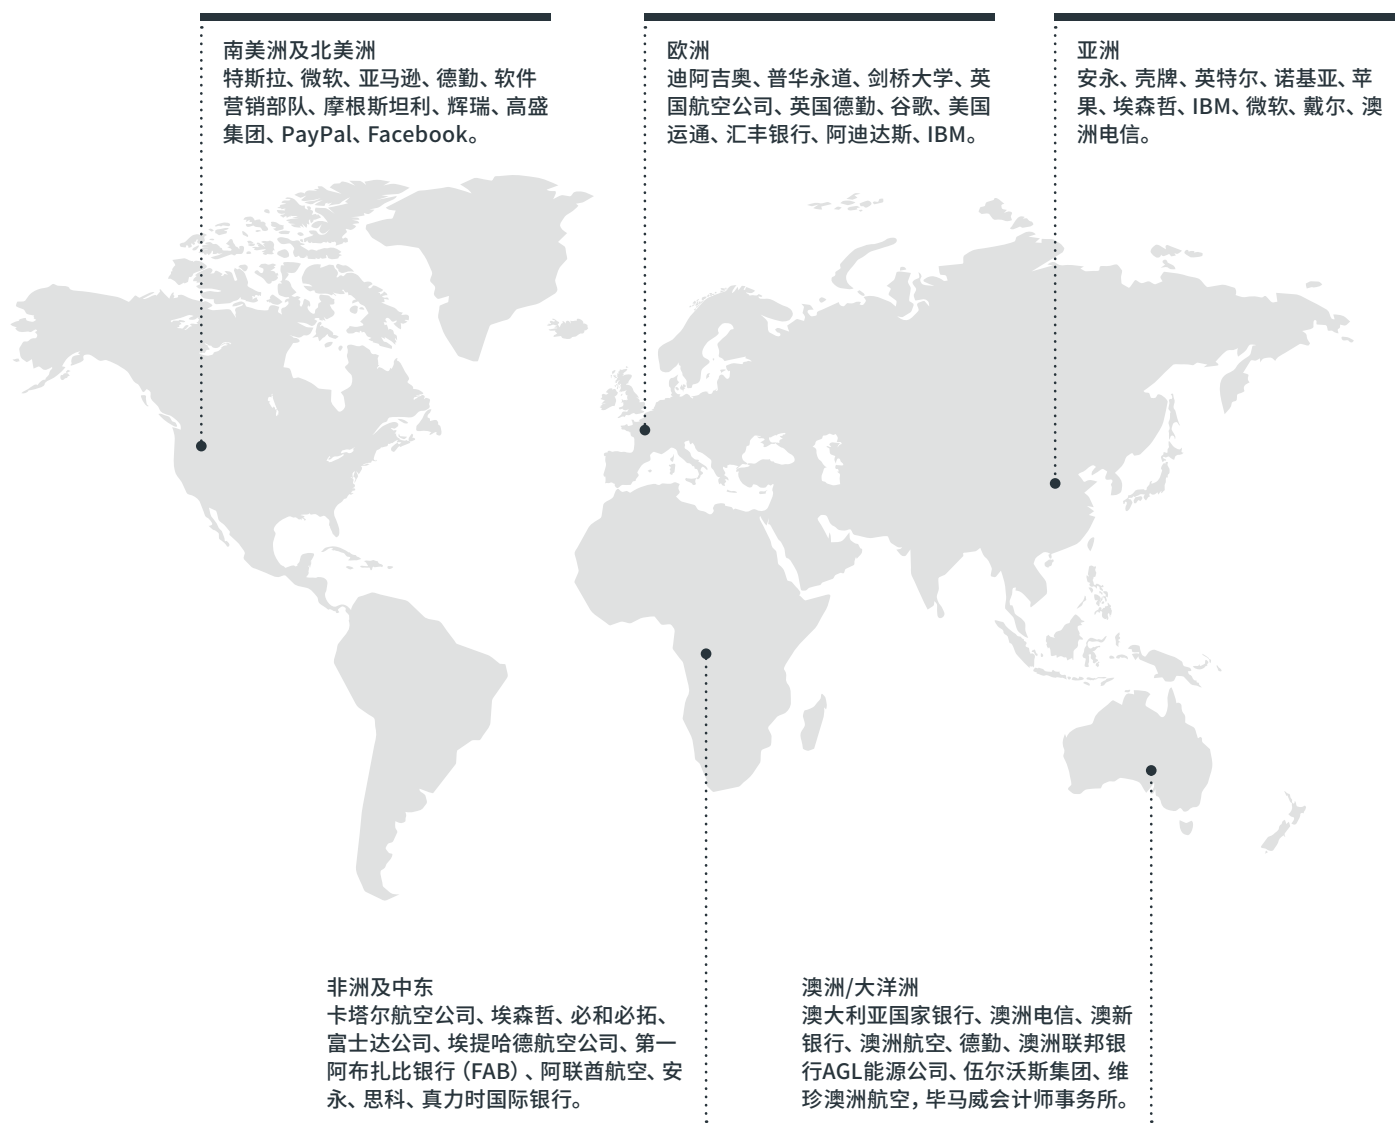 南美洲及北美洲
特斯拉、微软、亚马逊、德勤、软件
营销部队、摩根斯坦利、辉瑞、高盛
集团、PayPal、Facebook。
欧洲
迪阿吉奥、普华永道、剑桥大学、英
国航空公司、英国德勤、谷歌、美国
运通、汇丰银行、阿迪达斯、IBM。
亚洲
安永、壳牌、英特尔、诺基亚、苹
果、埃森哲、IBM、微软、戴尔、澳
洲电信。
非洲及中东
卡塔尔航空公司、埃森哲、必和必拓、
富士达公司、埃提哈德航空公司、第一
阿布扎比银行（FAB）、阿联酋航空、安
永、思科、真力时国际银行。
澳洲/大洋洲
澳大利亚国家银行、澳洲电信、澳新
银行、澳洲航空、德勤、澳洲联邦银
行AGL能源公司、伍尔沃斯集团、维
珍澳洲航空，毕马威会计师事务所。